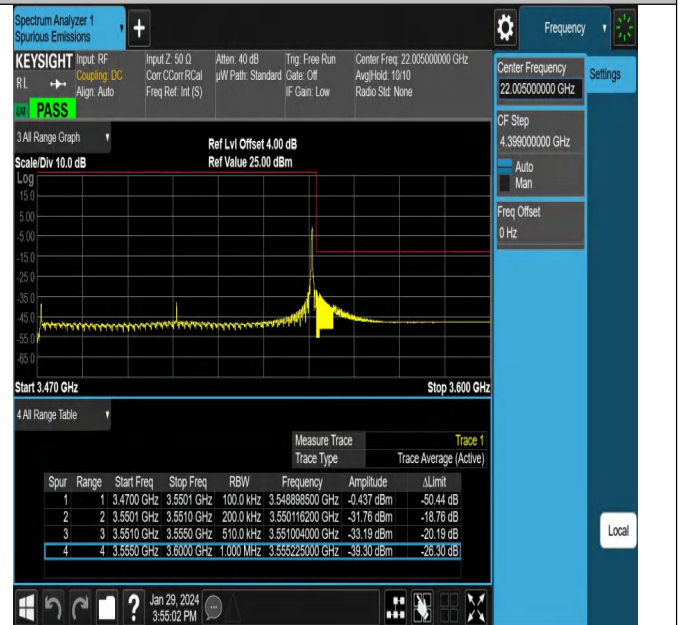 Spectrum Analyzer 1
Spurious Emissions
Frequency
KEYSIGHT Input: RF Input Z: 50 Ω Atten: 40 dB Trig: Free Run Center Freq: 22.005000000 GHz
RL Coupling: DC Corr CCorr RCal µW Path: Standard Gate: Off Avg|Hold: 10/10
Align: Auto Freq Ref: Int (S) IF Gain: Low Radio Std: None
PASS
Center Frequency
22.005000000 GHz
Settings
CF Step
4.399000000 GHz
Auto
Man
Freq Offset
0 Hz
3 All Range Graph
Ref Lvl Offset 4.00 dB
Scale/Div 10.0 dB Ref Value 25.00 dBm
Log
15.0
5.00
-5.00
-15.0
-25.0
-35.0
-45.0
-55.0
-65.0
Start 3.470 GHz Stop 3.600 GHz
4 All Range Table
Measure Trace Trace 1
Trace Type Trace Average (Active)
Spur Range Start Freq Stop Freq RBW Frequency Amplitude ΔLimit
1 1 3.4700 GHz 3.5501 GHz 100.0 kHz 3.548898500 GHz -0.437 dBm -50.44 dB
2 2 3.5501 GHz 3.5510 GHz 200.0 kHz 3.550116200 GHz -31.76 dBm -18.76 dB
3 3 3.5510 GHz 3.5550 GHz 510.0 kHz 3.551004000 GHz -33.19 dBm -20.19 dB
4 4 3.5550 GHz 3.6000 GHz 1.000 MHz 3.555225000 GHz -39.30 dBm -26.30 dB
Local
? Jan 29, 2024
3:55:02 PM